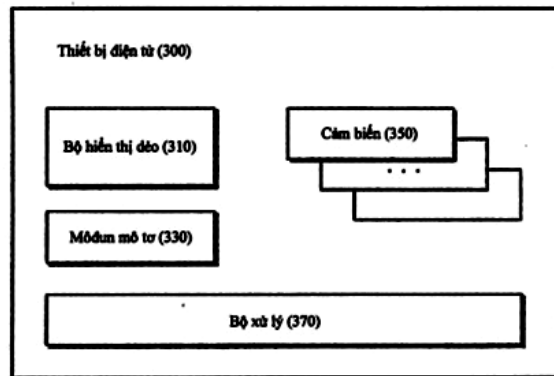 Thiết bị điện tử (300)
Bộ hiển thị dẻo (310)
Cảm biến (350)
...
Môđun mô tơ (330)
Bộ xử lý (370)